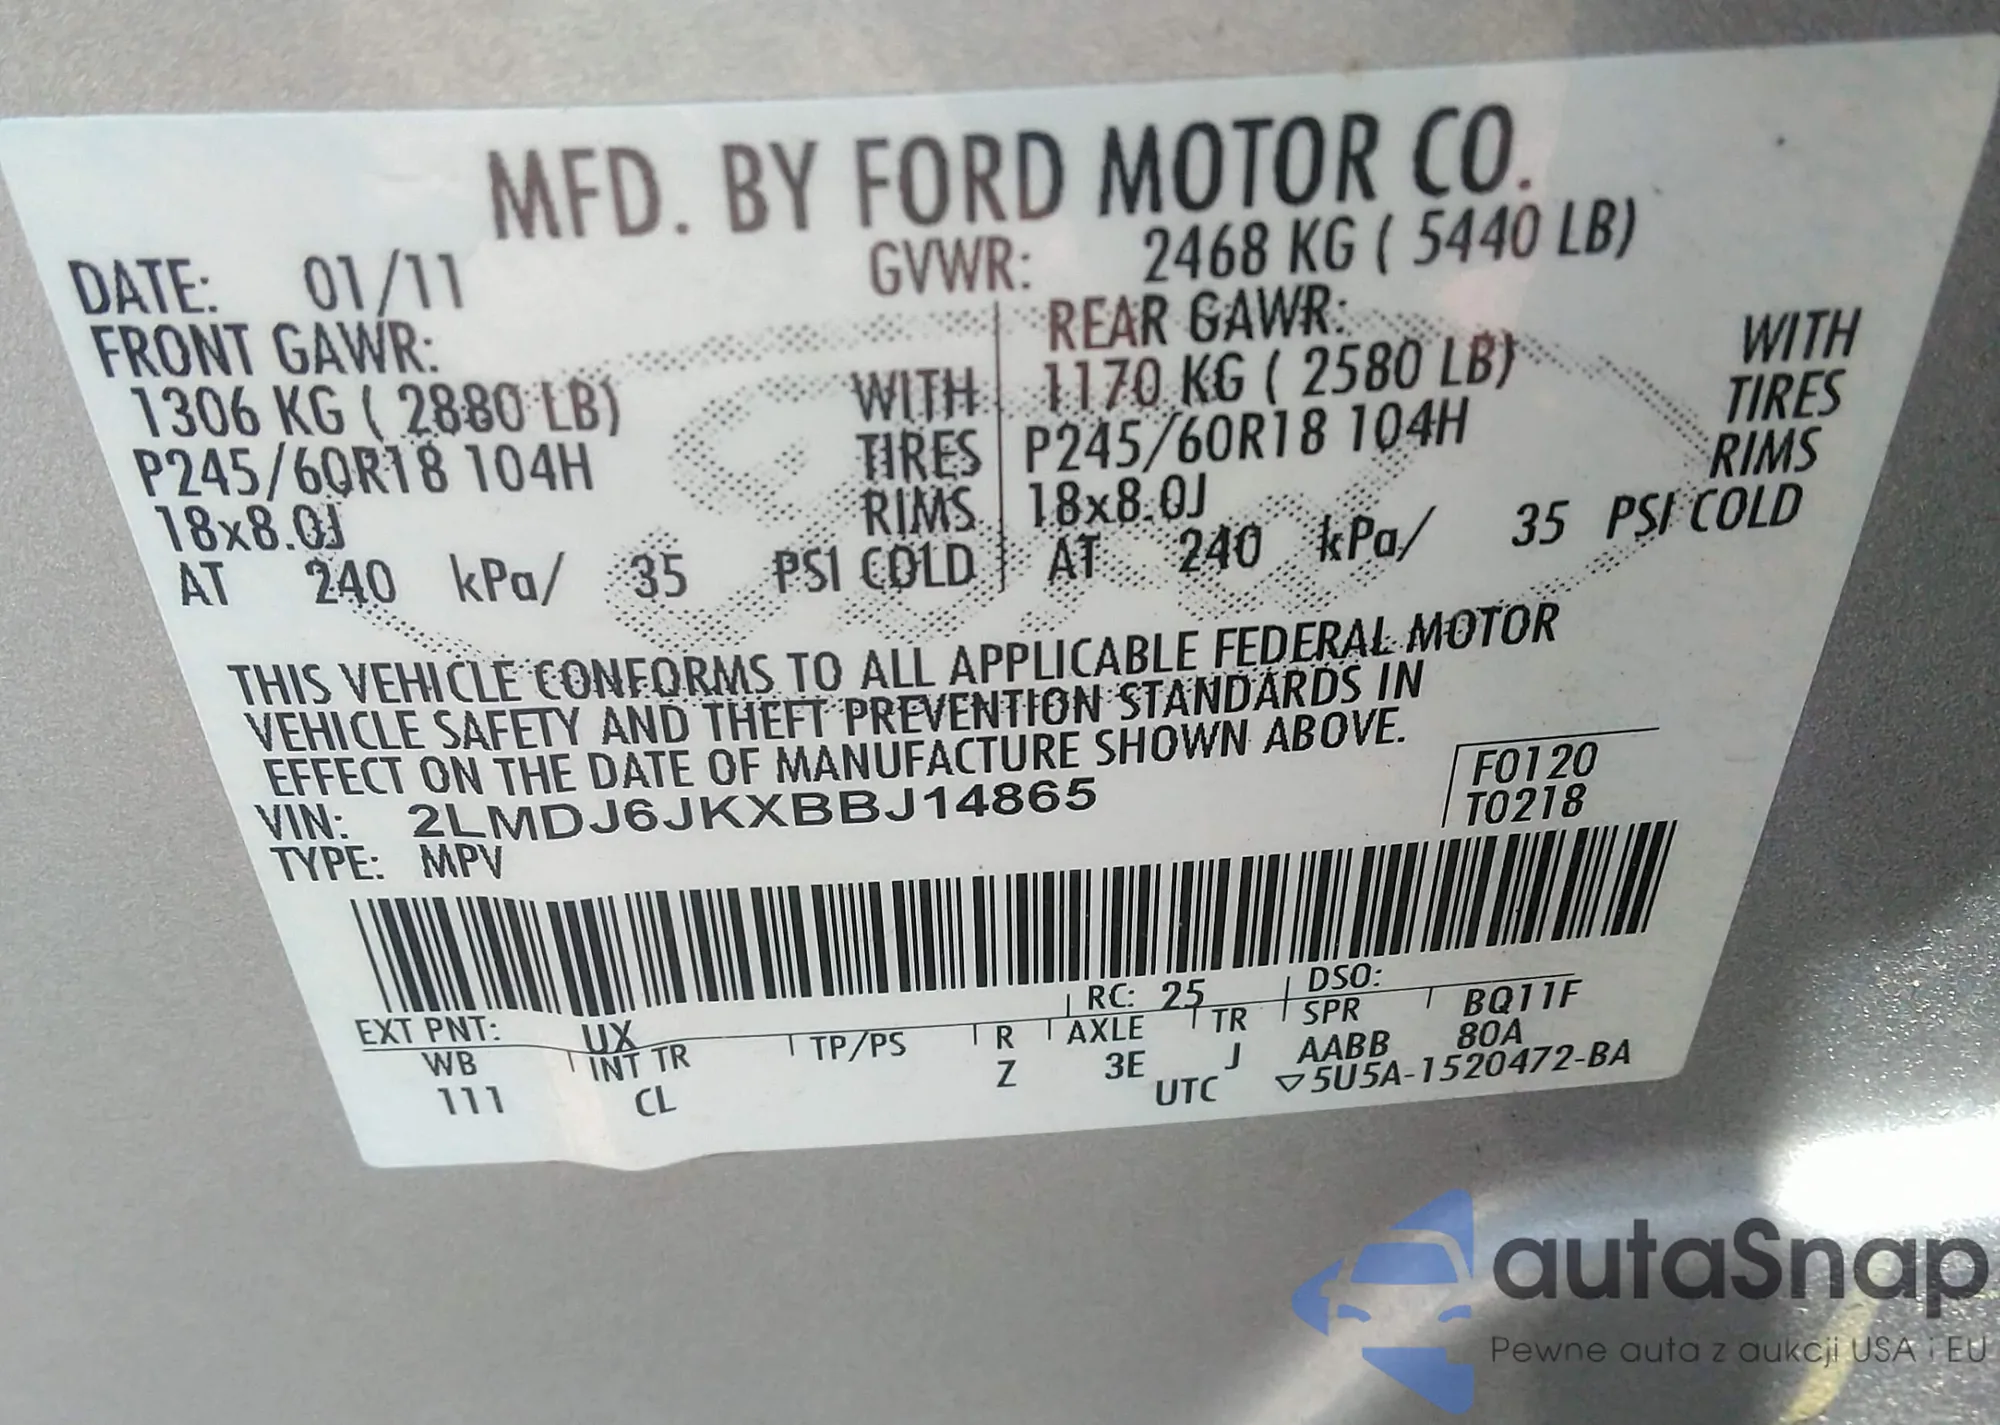 MFD. BY FORD MOTOR CO.
DATE: 01/11 GVWR: 2468 KG ( 5440 LB)
FRONT GAWR: REAR GAWR:
1306 KG ( 2880 LB) WITH 1170 KG ( 2580 LB) WITH
P245/60R18 104H TIRES P245/60R18 104H TIRES
18x8.0J RIMS 18x8.0J RIMS
AT 240 kPa/ 35 PSI COLD AT 240 kPa/ 35 PSI COLD
THIS VEHICLE CONFORMS TO ALL APPLICABLE FEDERAL MOTOR
VEHICLE SAFETY AND THEFT PREVENTION STANDARDS IN
EFFECT ON THE DATE OF MANUFACTURE SHOWN ABOVE.
VIN: 2LMDJ6JKXBBJ14865 F0120
TYPE: MPV T0218
EXT PNT: UX RC: 25 DSO:
WB INT TR TP/PS R AXLE TR SPR BQ11F
111 CL Z 3E J AABB 80A
UTC ▽5U5A-1520472-BA
autaSnap
Pewne auta z aukcji USA i EU